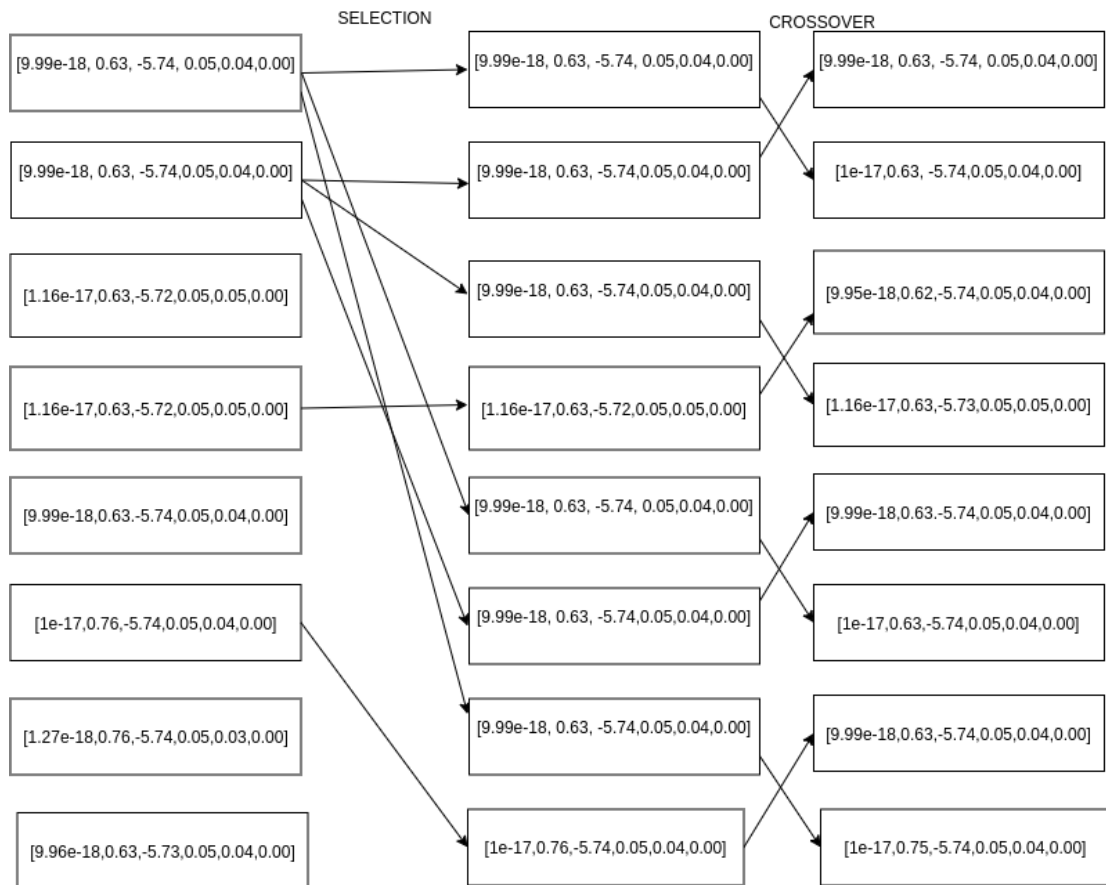 SELECTION
CROSSOVER
[9.99e-18, 0.63, -5.74, 0.05,0.04,0.00]
[9.99e-18, 0.63, -5.74, 0.05,0.04,0.00]
[9.99e-18, 0.63, -5.74, 0.05,0.04,0.00]
[9.99e-18, 0.63, -5.74,0.05,0.04,0.00]
[9.99e-18, 0.63, -5.74,0.05,0.04,0.00]
[1e-17,0.63, -5.74,0.05,0.04,0.00]
[1.16e-17,0.63,-5.72,0.05,0.05,0.00]
[9.99e-18, 0.63, -5.74,0.05,0.04,0.00]
[9.95e-18,0.62,-5.74,0.05,0.04,0.00]
[1.16e-17,0.63,-5.72,0.05,0.05,0.00]
[1.16e-17,0.63,-5.72,0.05,0.05,0.00]
[1.16e-17,0.63,-5.73,0.05,0.05,0.00]
[9.99e-18,0.63.-5.74,0.05,0.04,0.00]
[9.99e-18, 0.63, -5.74, 0.05,0.04,0.00]
[9.99e-18,0.63.-5.74,0.05,0.04,0.00]
[1e-17,0.76,-5.74,0.05,0.04,0.00]
[9.99e-18, 0.63, -5.74,0.05,0.04,0.00]
[1e-17,0.63,-5.74,0.05,0.04,0.00]
[1.27e-18,0.76,-5.74,0.05,0.03,0.00]
[9.99e-18, 0.63, -5.74,0.05,0.04,0.00]
[9.99e-18,0.63,-5.74,0.05,0.04,0.00]
[9.96e-18,0.63,-5.73,0.05,0.04,0.00]
[1e-17,0.76,-5.74,0.05,0.04,0.00]
[1e-17,0.75,-5.74,0.05,0.04,0.00]